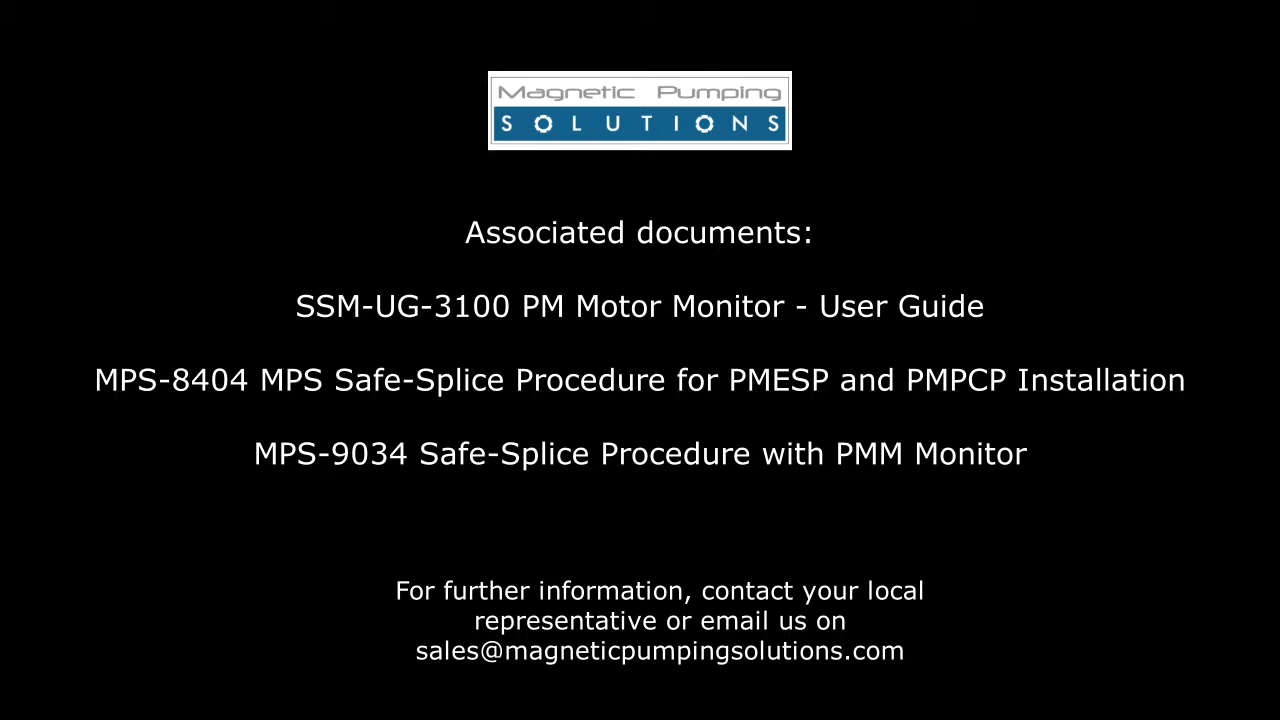 Magnetic Pumping
SOLUTIONS
Associated documents:
SSM-UG-3100 PM Motor Monitor - User Guide
MPS-8404 MPS Safe-Splice Procedure for PMESP and PMPCP Installation
MPS-9034 Safe-Splice Procedure with PMM Monitor
For further information, contact your local
representative or email us on
sales@magneticpumpingsolutions.com